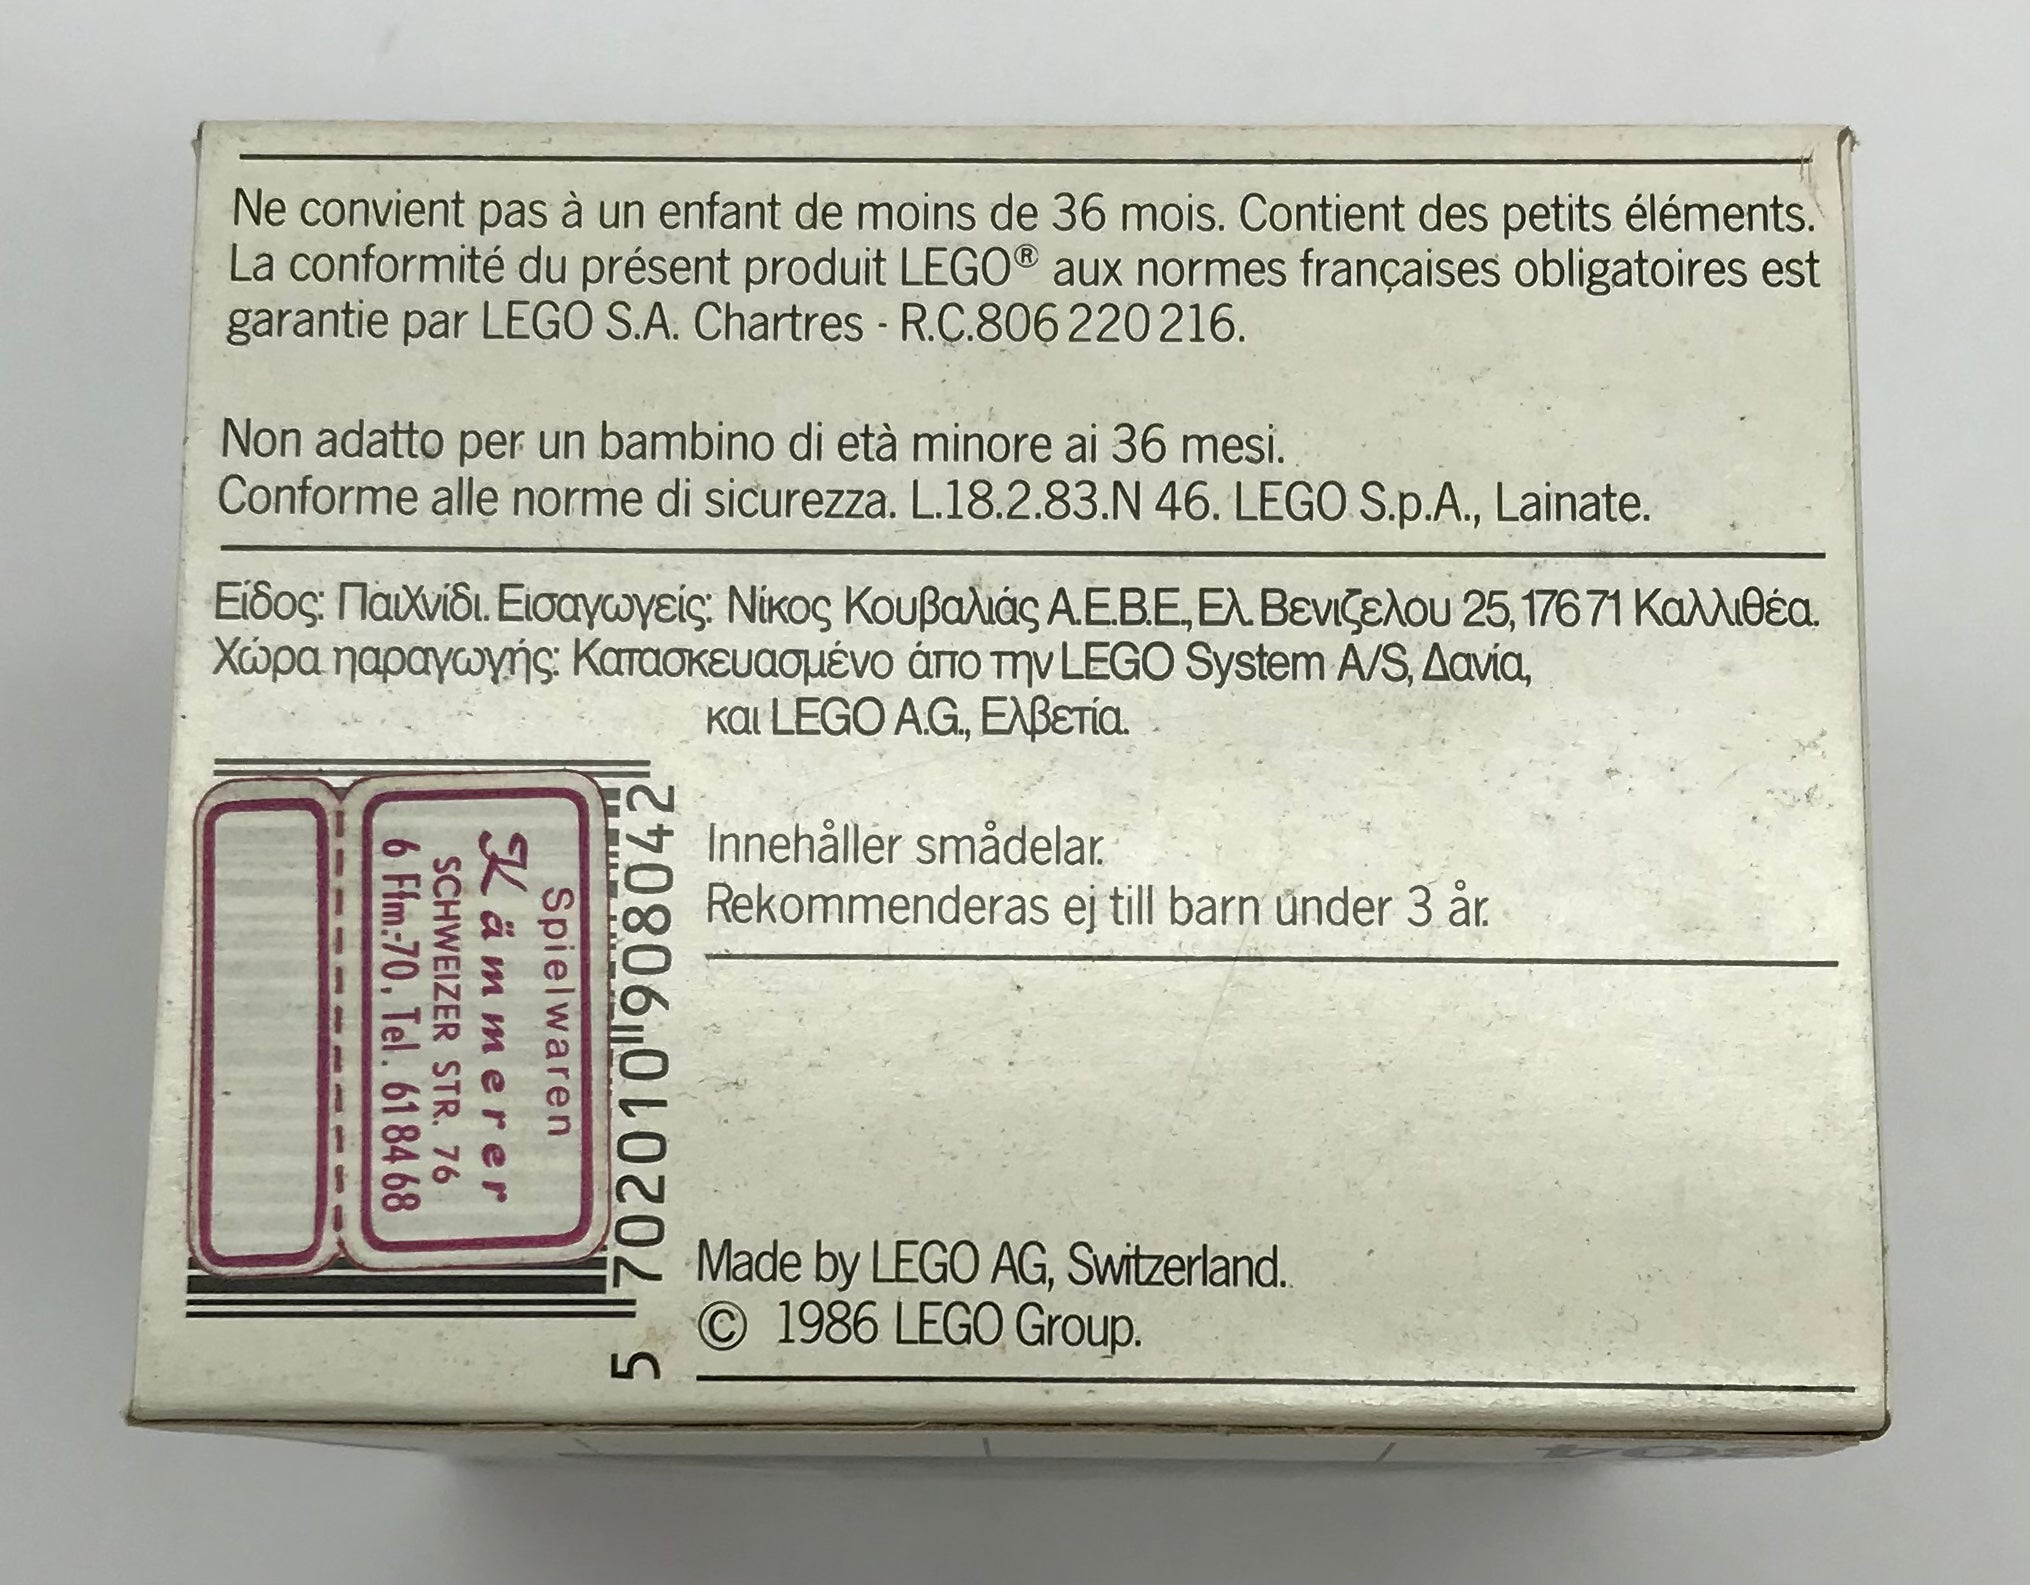 Ne convient pas à un enfant de moins de 36 mois. Contient des petits éléments.
La conformité du présent produit LEGO® aux normes françaises obligatoires est
garantie par LEGO S.A. Chartres - R.C.806 220 216.
Non adatto per un bambino di età minore ai 36 mesi.
Conforme alle norme di sicurezza. L.18.2.83.N 46. LEGO S.p.A., Lainate.
Είδος: ΠαιΧνίδι. Εισαγωγείς: Νίκος Κουβαλιάς Α.Ε.Β.Ε., Ελ. Βενιζελου 25, 176 71 Καλλιθέα.
Χώρα ηαραγωγής: Κατασκευασμένο άπο την LEGO System A/S, Δανία,
και LEGO A.G., Ελβετία.
Spielwaren
Kämmerer
SCHWEIZER STR. 76
6 Ffm.-70, Tel. 61 84 68
5 702010 908042
Innehåller smådelar.
Rekommenderas ej till barn under 3 år.
Made by LEGO AG, Switzerland.
© 1986 LEGO Group.